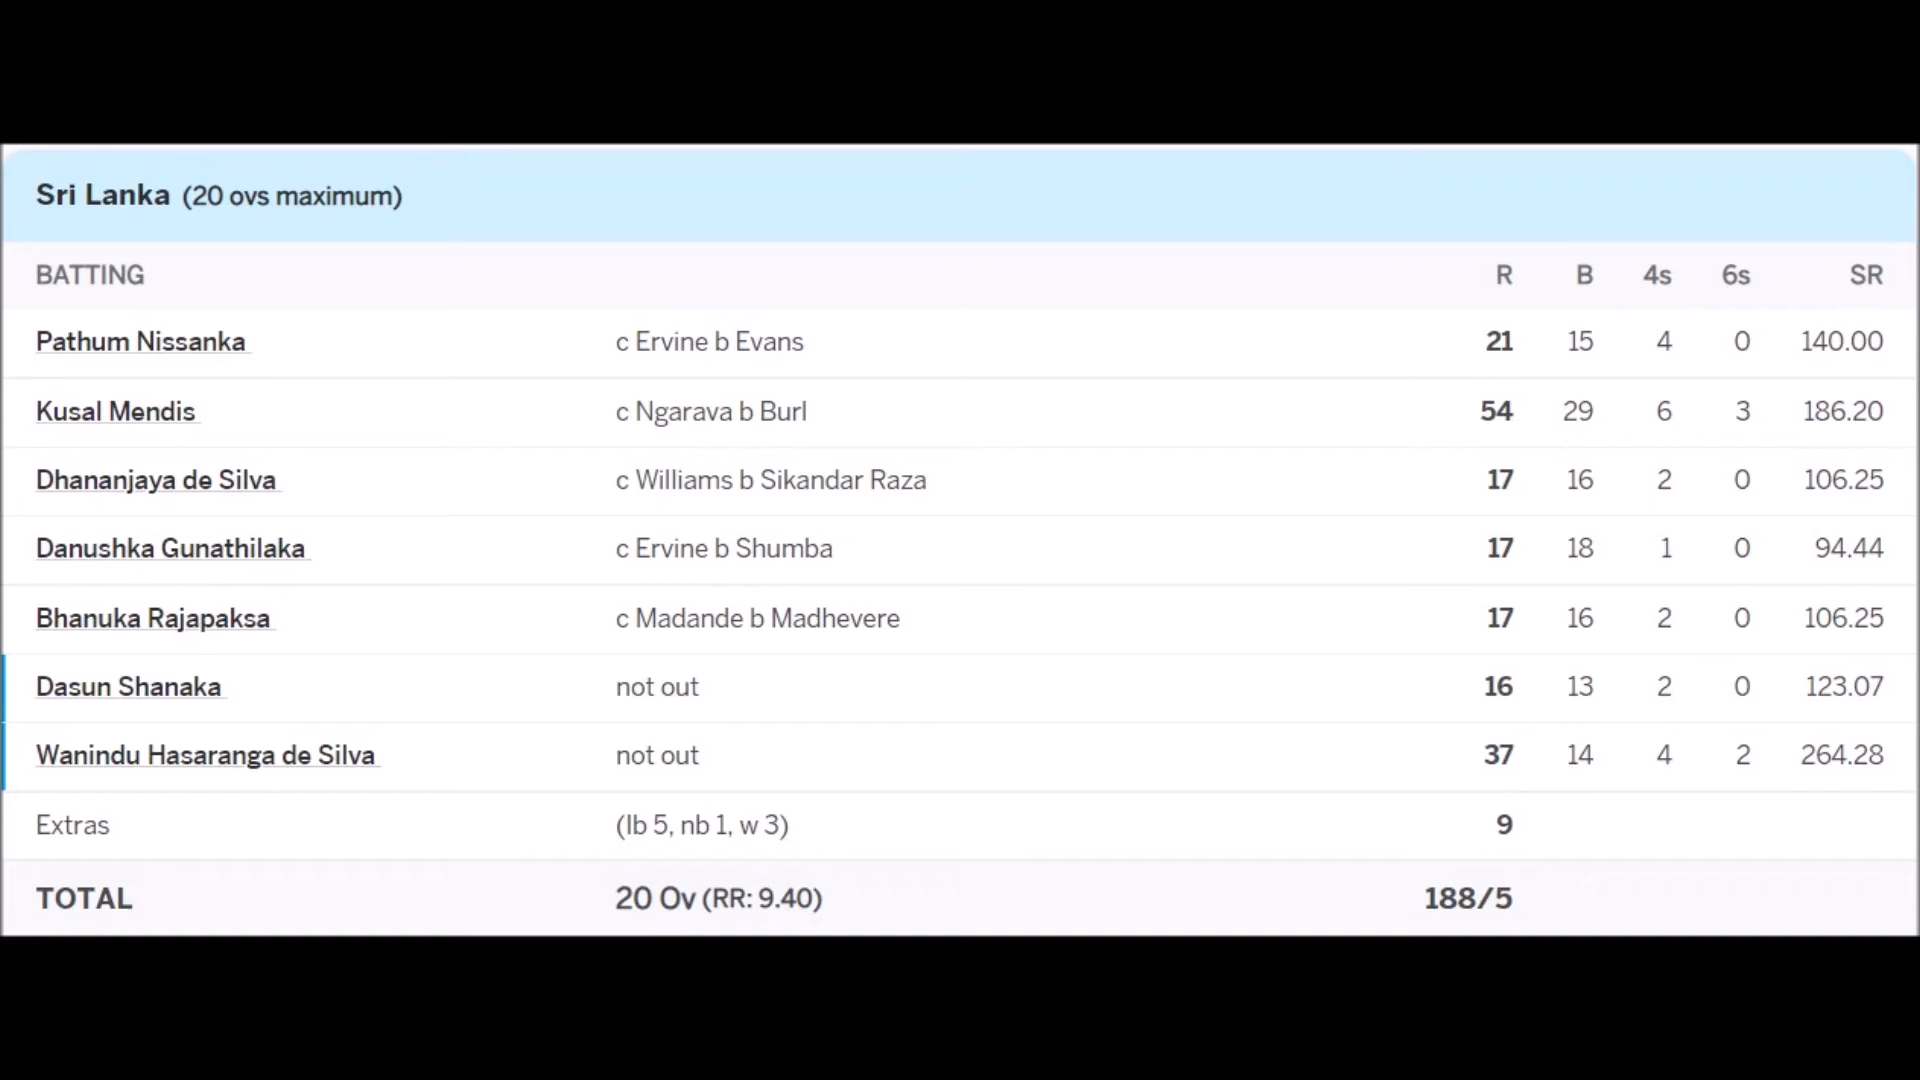 Sri Lanka (20 ovs maximum)
BATTING R B 4s 6s SR
Pathum Nissanka c Ervine b Evans 21 15 4 0 140.00
Kusal Mendis c Ngarava b Burl 54 29 6 3 186.20
Dhananjaya de Silva c Williams b Sikandar Raza 17 16 2 0 106.25
Danushka Gunathilaka c Ervine b Shumba 17 18 1 0 94.44
Bhanuka Rajapaksa c Madande b Madhevere 17 16 2 0 106.25
Dasun Shanaka not out 16 13 2 0 123.07
Wanindu Hasaranga de Silva not out 37 14 4 2 264.28
Extras (lb 5, nb 1, w 3) 9
TOTAL 20 Ov (RR: 9.40) 188/5